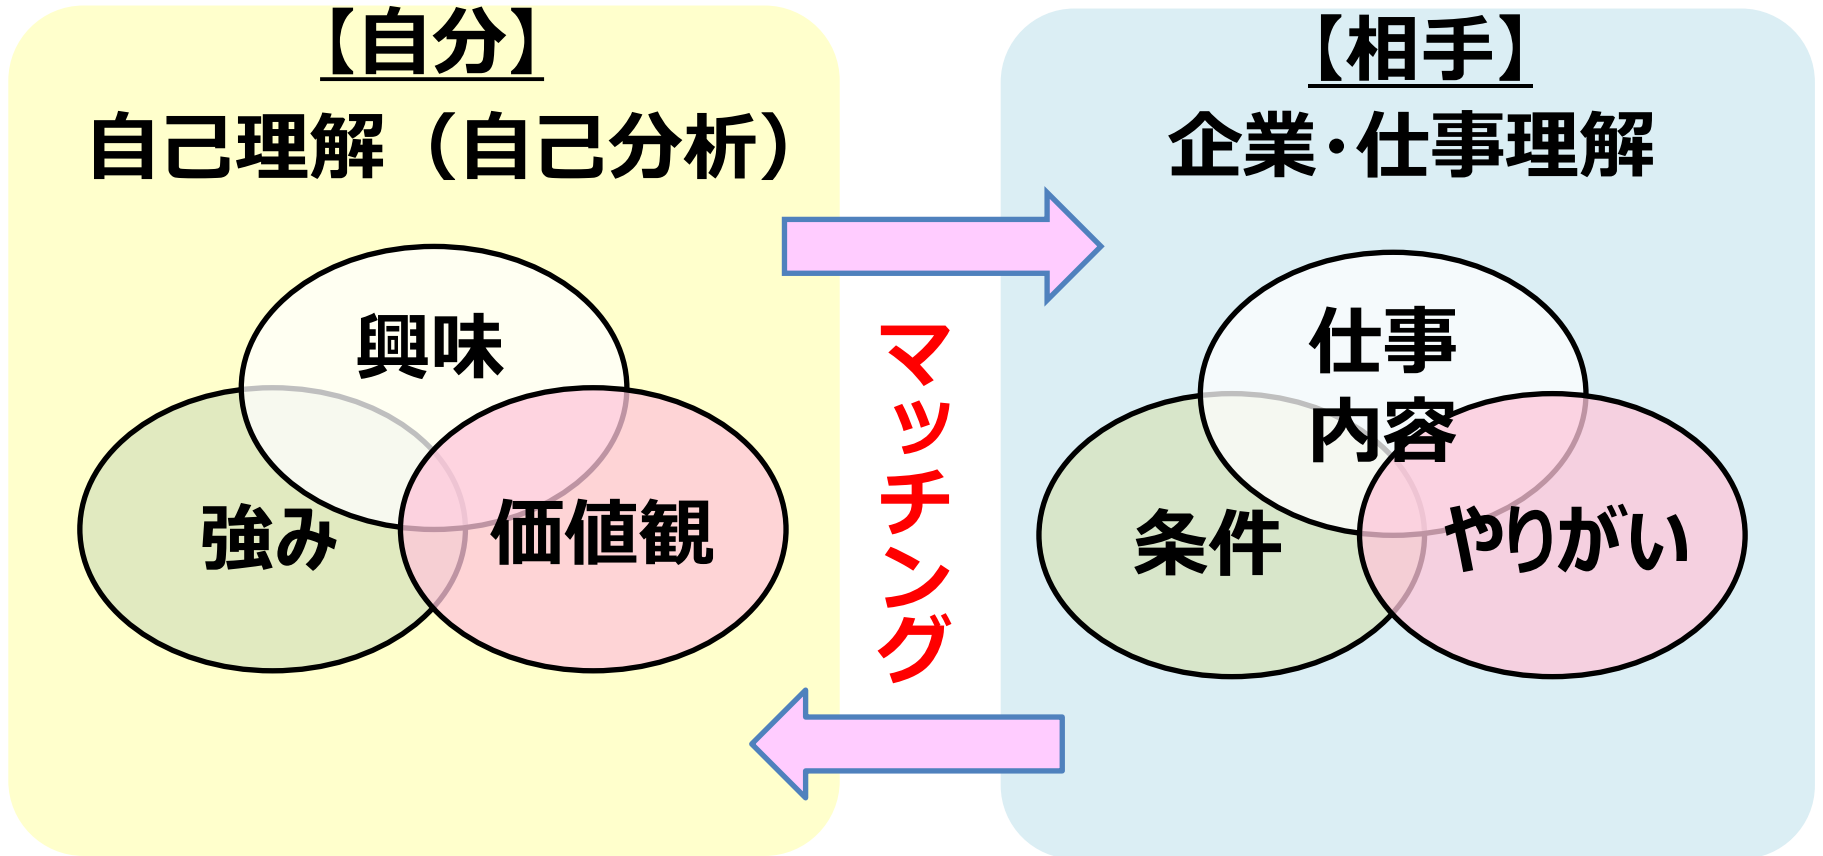 【自分】
自己理解（自己分析）
興味
強み
価値観
マッチング
【相手】
企業・仕事理解
仕事
内容
条件
やりがい